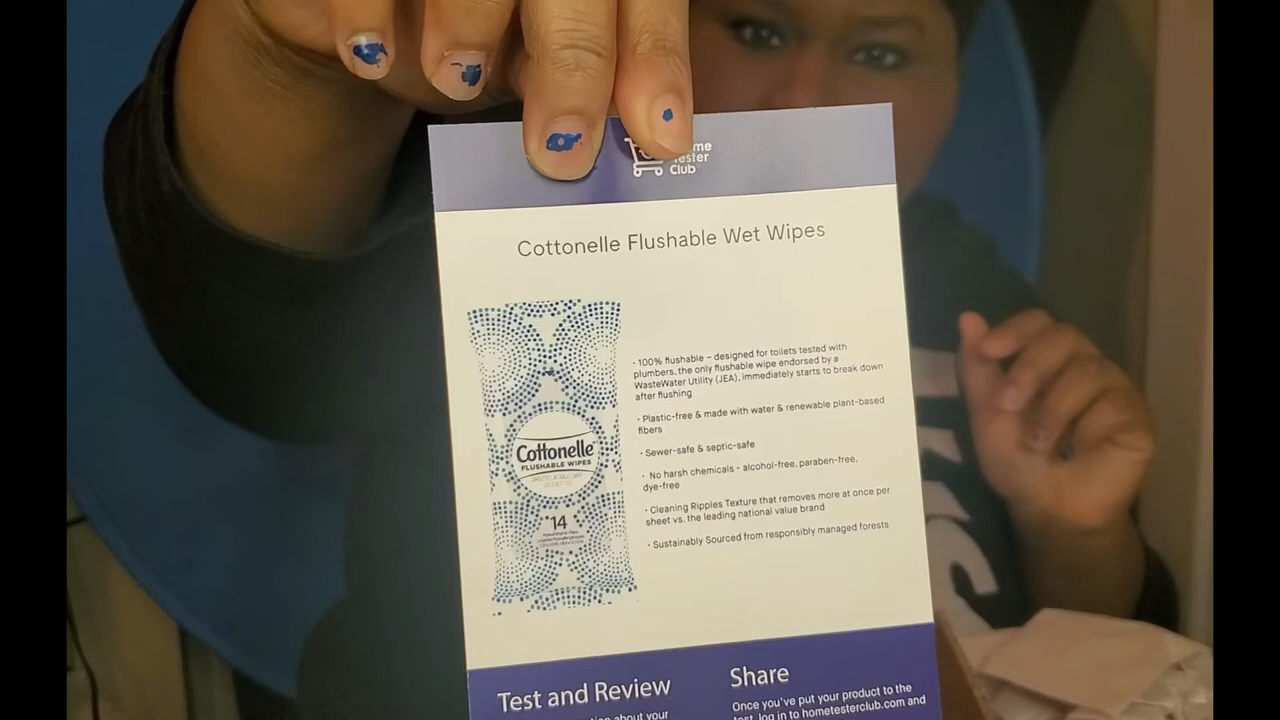 Tester
Club
Cottonelle Flushable Wet Wipes
· 100% flushable – designed for toilets tested with
plumbers, the only flushable wipe endorsed by a
WasteWater Utility (JEA), immediately starts to break down
after flushing
· Plastic-free & made with water & renewable plant-based
fibers
· Sewer-safe & septic-safe
· No harsh chemicals - alcohol-free, paraben-free,
dye-free
· Cleaning Ripples Texture that removes more at once per
sheet vs. the leading national value brand
· Sustainably Sourced from responsibly managed forests
Cottonelle
FLUSHABLE WIPES
14
Test and Review
about your
Share
Once you've put your product to the
test, log in to hometesterclub.com and